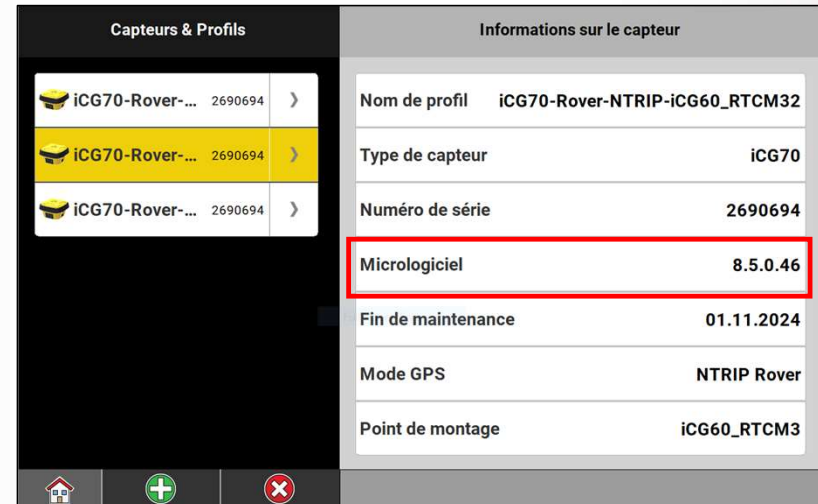 Capteurs & Profils
iCG70-Rover-... 2690694
iCG70-Rover-... 2690694
iCG70-Rover-... 2690694
Informations sur le capteur
Nom de profil iCG70-Rover-NTRIP-iCG60_RTCM32
Type de capteur iCG70
Numéro de série 2690694
Micrologiciel 8.5.0.46
Fin de maintenance 01.11.2024
Mode GPS NTRIP Rover
Point de montage iCG60_RTCM3